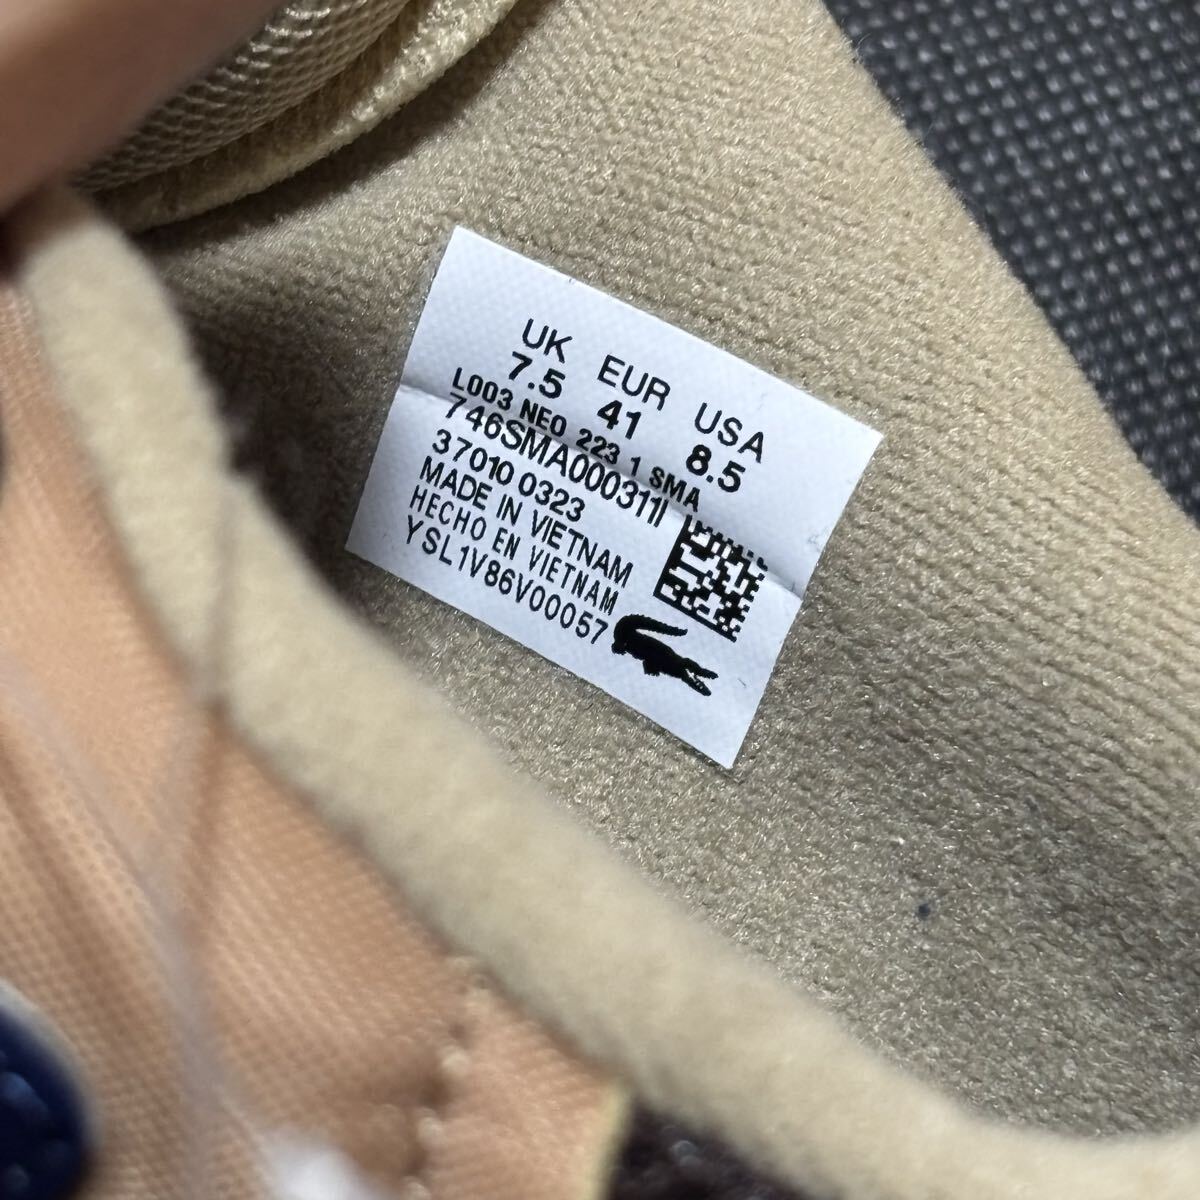 UK EUR USA
7.5 41 8.5
L003 NEO 223 1 SMA
746SMA000311I
37010 0323
MADE IN VIETNAM
HECHO EN VIETNAM
YSL1V86V00057